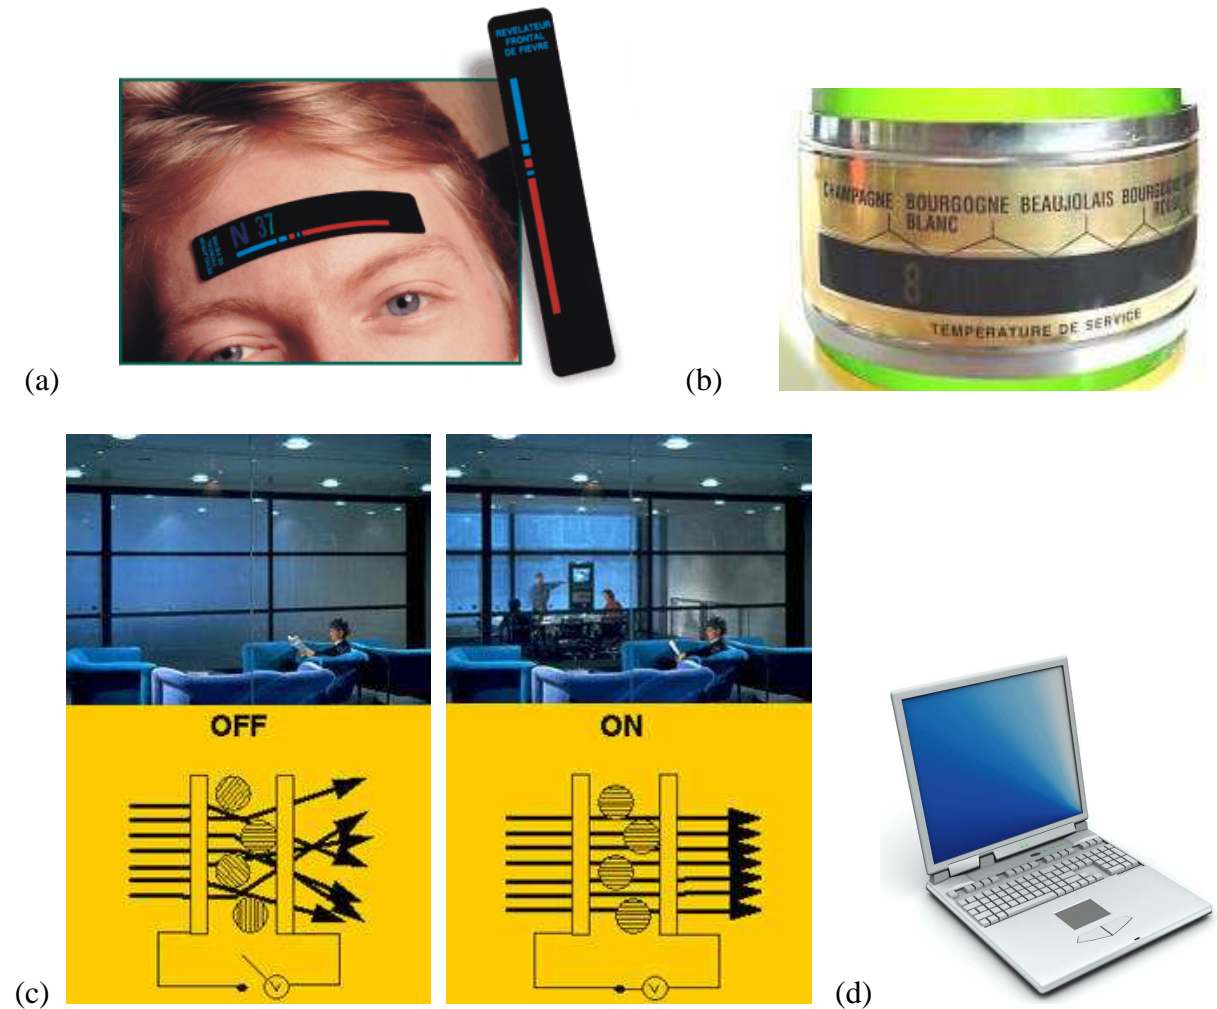 REVELATEUR
FRONTAL
DE FIEVRE
N 37
(a)
CHAMPAGNE - BOURGOGNE BEAUJOLAIS
BLANC
8
TEMPERATURE DE SERVICE
(b)
OFF
ON
V
V
(c)
(d)